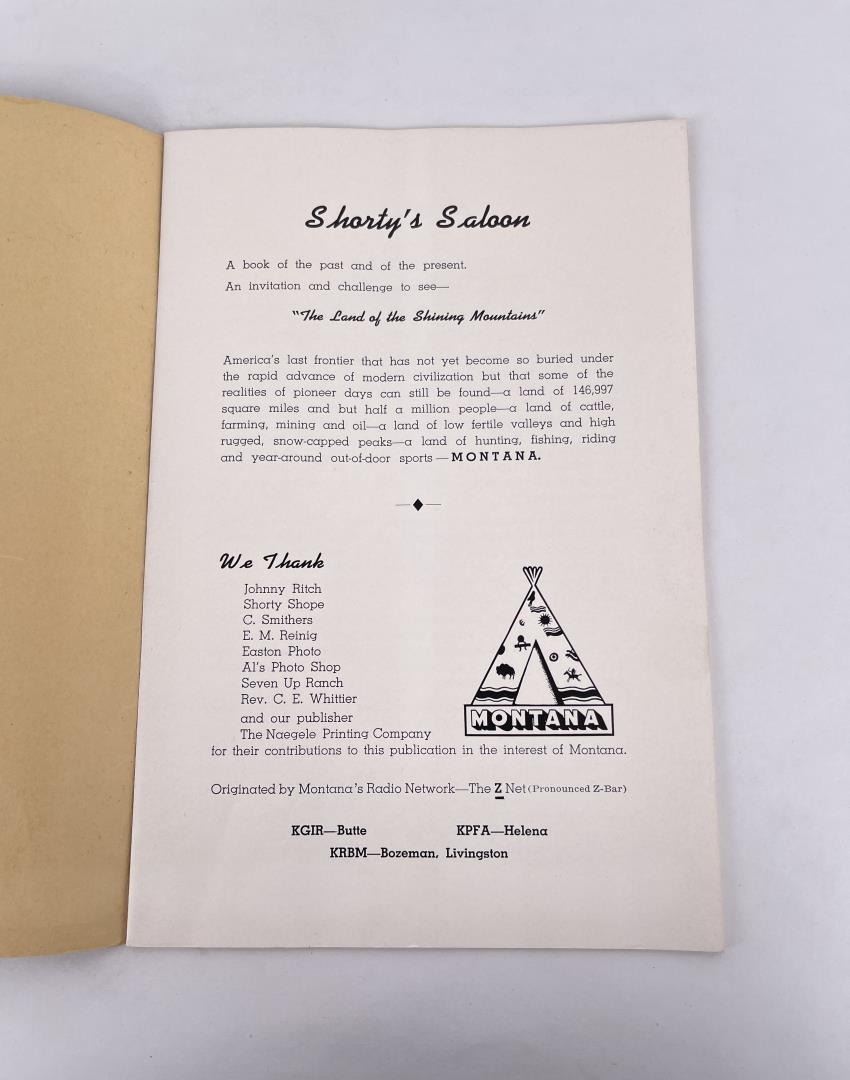 Shorty's Saloon
A book of the past and of the present.
An invitation and challenge to see—
"The Land of the Shining Mountains"
America's last frontier that has not yet become so buried under
the rapid advance of modern civilization but that some of the
realities of pioneer days can still be found—a land of 146,997
square miles and but half a million people—a land of cattle,
farming, mining and oil—a land of low fertile valleys and high
rugged, snow-capped peaks—a land of hunting, fishing, riding
and year-around out-of-door sports—MONTANA.
We Thank
Johnny Ritch
Shorty Shope
C. Smithers
E. M. Reinig
Easton Photo
Al's Photo Shop
Seven Up Ranch
Rev. C. E. Whittier
and our publisher
The Naegele Printing Company
MONTANA
for their contributions to this publication in the interest of Montana.
Originated by Montana's Radio Network—The Z Net (Pronounced Z-Bar)
KGIR—Butte KPFA—Helena
KRBM—Bozeman, Livingston